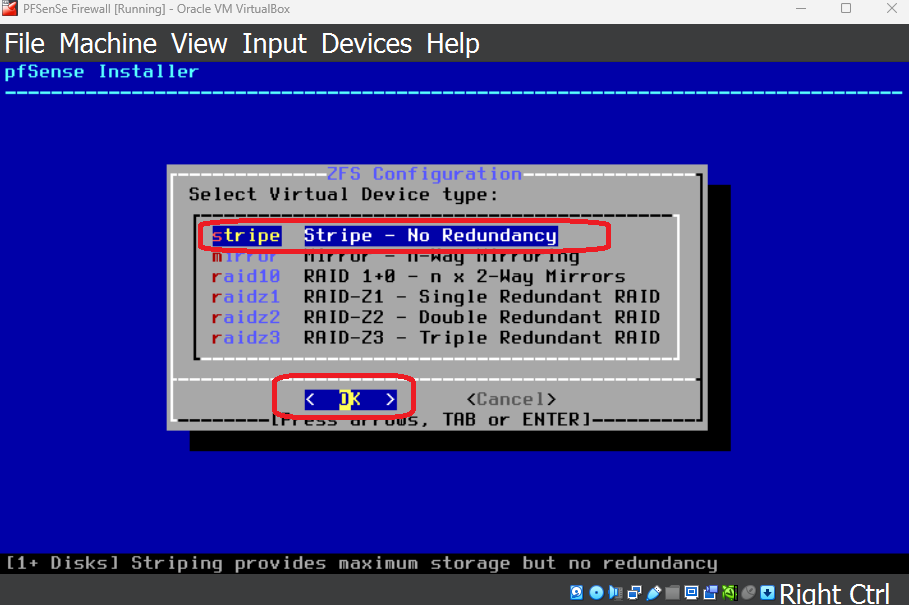 PFSenSe Firewall [Running] - Oracle VM VirtualBox
File Machine View Input Devices Help
pfSense Installer
ZFS Configuration
Select Virtual Device type:
stripe Stripe - No Redundancy
mirror Mirror - n-Way Mirroring
raid10 RAID 1+0 - n x 2-Way Mirrors
raidz1 RAID-Z1 - Single Redundant RAID
raidz2 RAID-Z2 - Double Redundant RAID
raidz3 RAID-Z3 - Triple Redundant RAID
< OK > <Cancel>
[Press arrows, TAB or ENTER]
[1+ Disks] Striping provides maximum storage but no redundancy
Right Ctrl